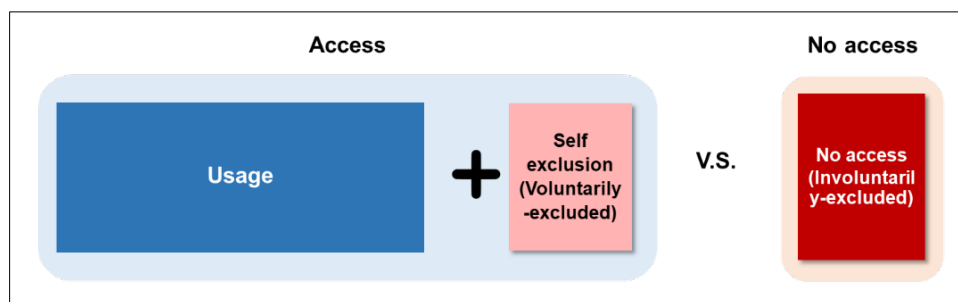 Access
No access
Usage
Self
exclusion
(Voluntarily
-excluded)
V.S.
No access
(Involuntaril
y-excluded)